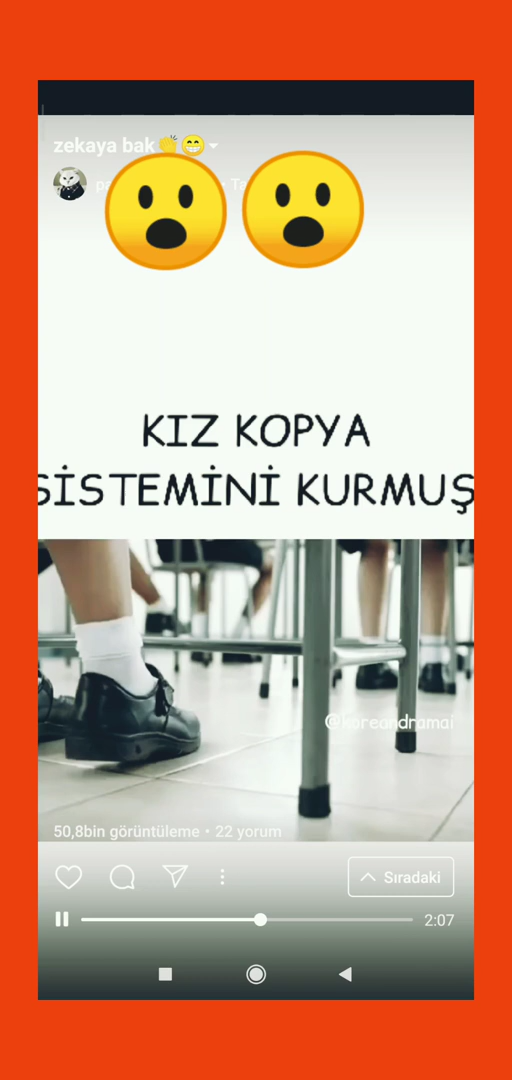 zekaya bak
KIZ KOPYA
SİSTEMİNİ KURMUŞ
@koreandramai
50,8bin görüntüleme • 22 yorum
Sıradaki
2:07